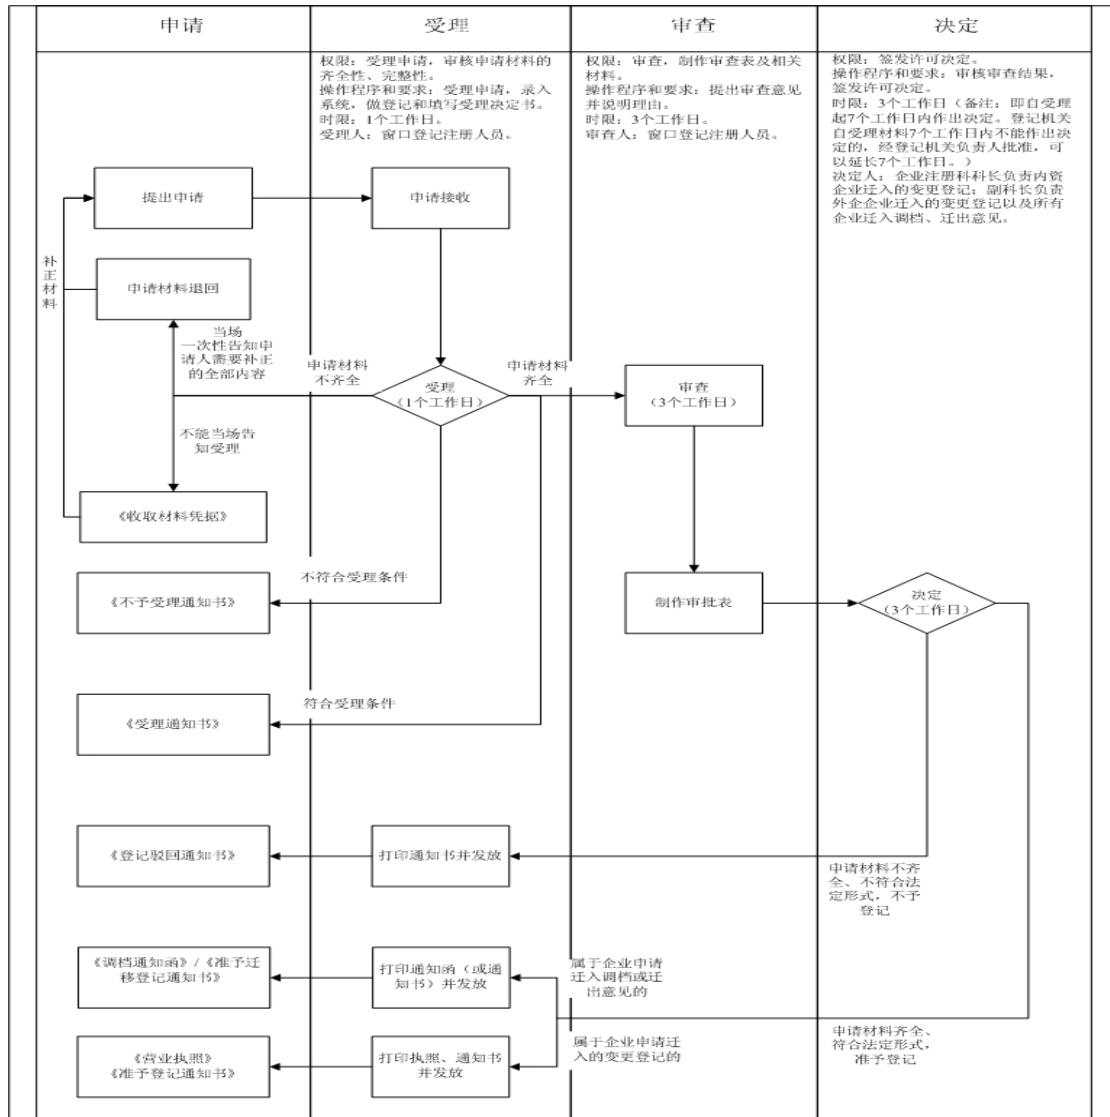 申请
受理
审查
决定
权限：受理申请，审核申请材料的
齐全性、完整性。
操作程序和要求：受理申请，录入
系统，做登记和填写受理决定书。
时限：1个工作日。
受理人：窗口登记注册人员。
权限：审查，制作审查表及相关
材料。
操作程序和要求：提出审查意见
并说明理由。
时限：3个工作日。
审查人：窗口登记注册人员。
权限：签发许可决定。
操作程序和要求：审核审查结果，
签发许可决定。
时限：3个工作日（备注：即自受理
起7个工作日内作出决定。登记机关
自受理材料7个工作日内不能作出决
定的，经登记机关负责人批准，可
以延长7个工作日。）
决定人：企业注册科科长负责内资
企业迁入的变更登记；副科长负责
外企企业迁入的变更登记以及所有
企业迁入调档、迁出意见。
提出申请
申请接收
补
正
材
料
申请材料退回
当场
一次性告知申
请人需要补正
的全部内容
申请材料
不齐全
受理
（1个工作日）
申请材料
齐全
审查
（3个工作日）
不能当场告
知受理
《收取材料凭据》
不符合受理条件
《不予受理通知书》
制作审批表
决定
（3个工作日）
符合受理条件
《受理通知书》
《登记驳回通知书》
打印通知书并发放
申请材料不齐
全、不符合法
定形式，不予
登记
《调档通知函》/《准予迁
移登记通知书》
打印通知函（或通
知书）并发放
属于企业申请
迁入调档或迁
出意见的
属于企业申请迁
入的变更登记的
申请材料齐全、
符合法定形式，
准予登记
《营业执照》
《准予登记通知书》
打印执照、通知书
并发放